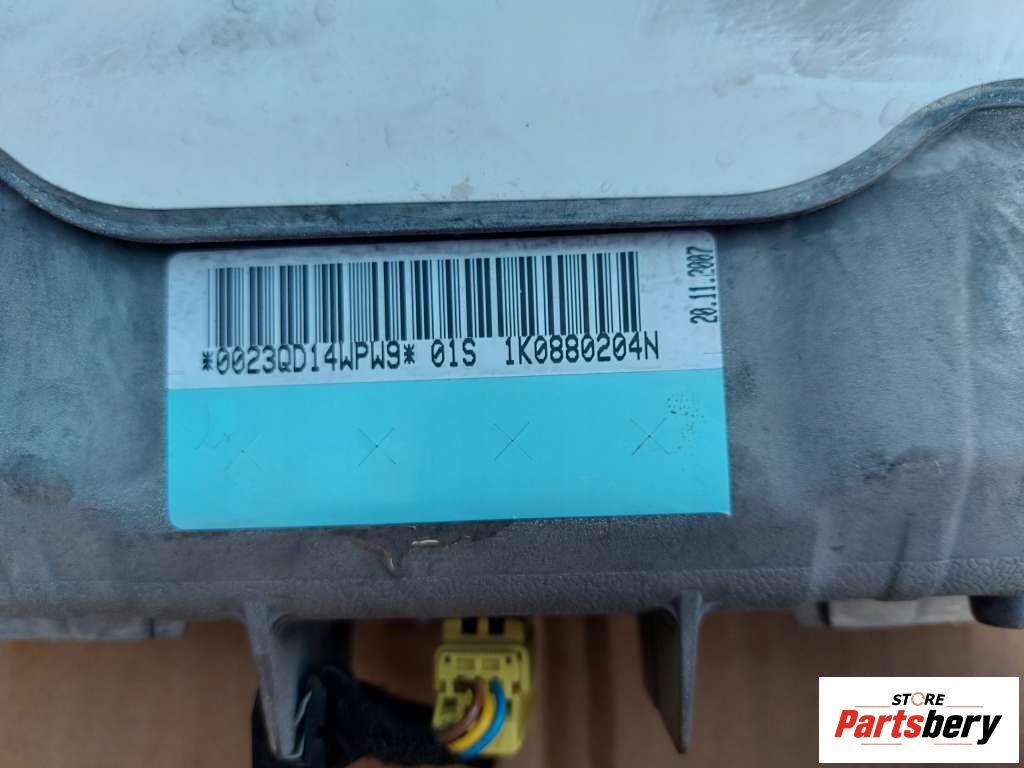 *0023QD14WPW9* 01S 1K0880204N
20.11.2007
STORE
Partsbery